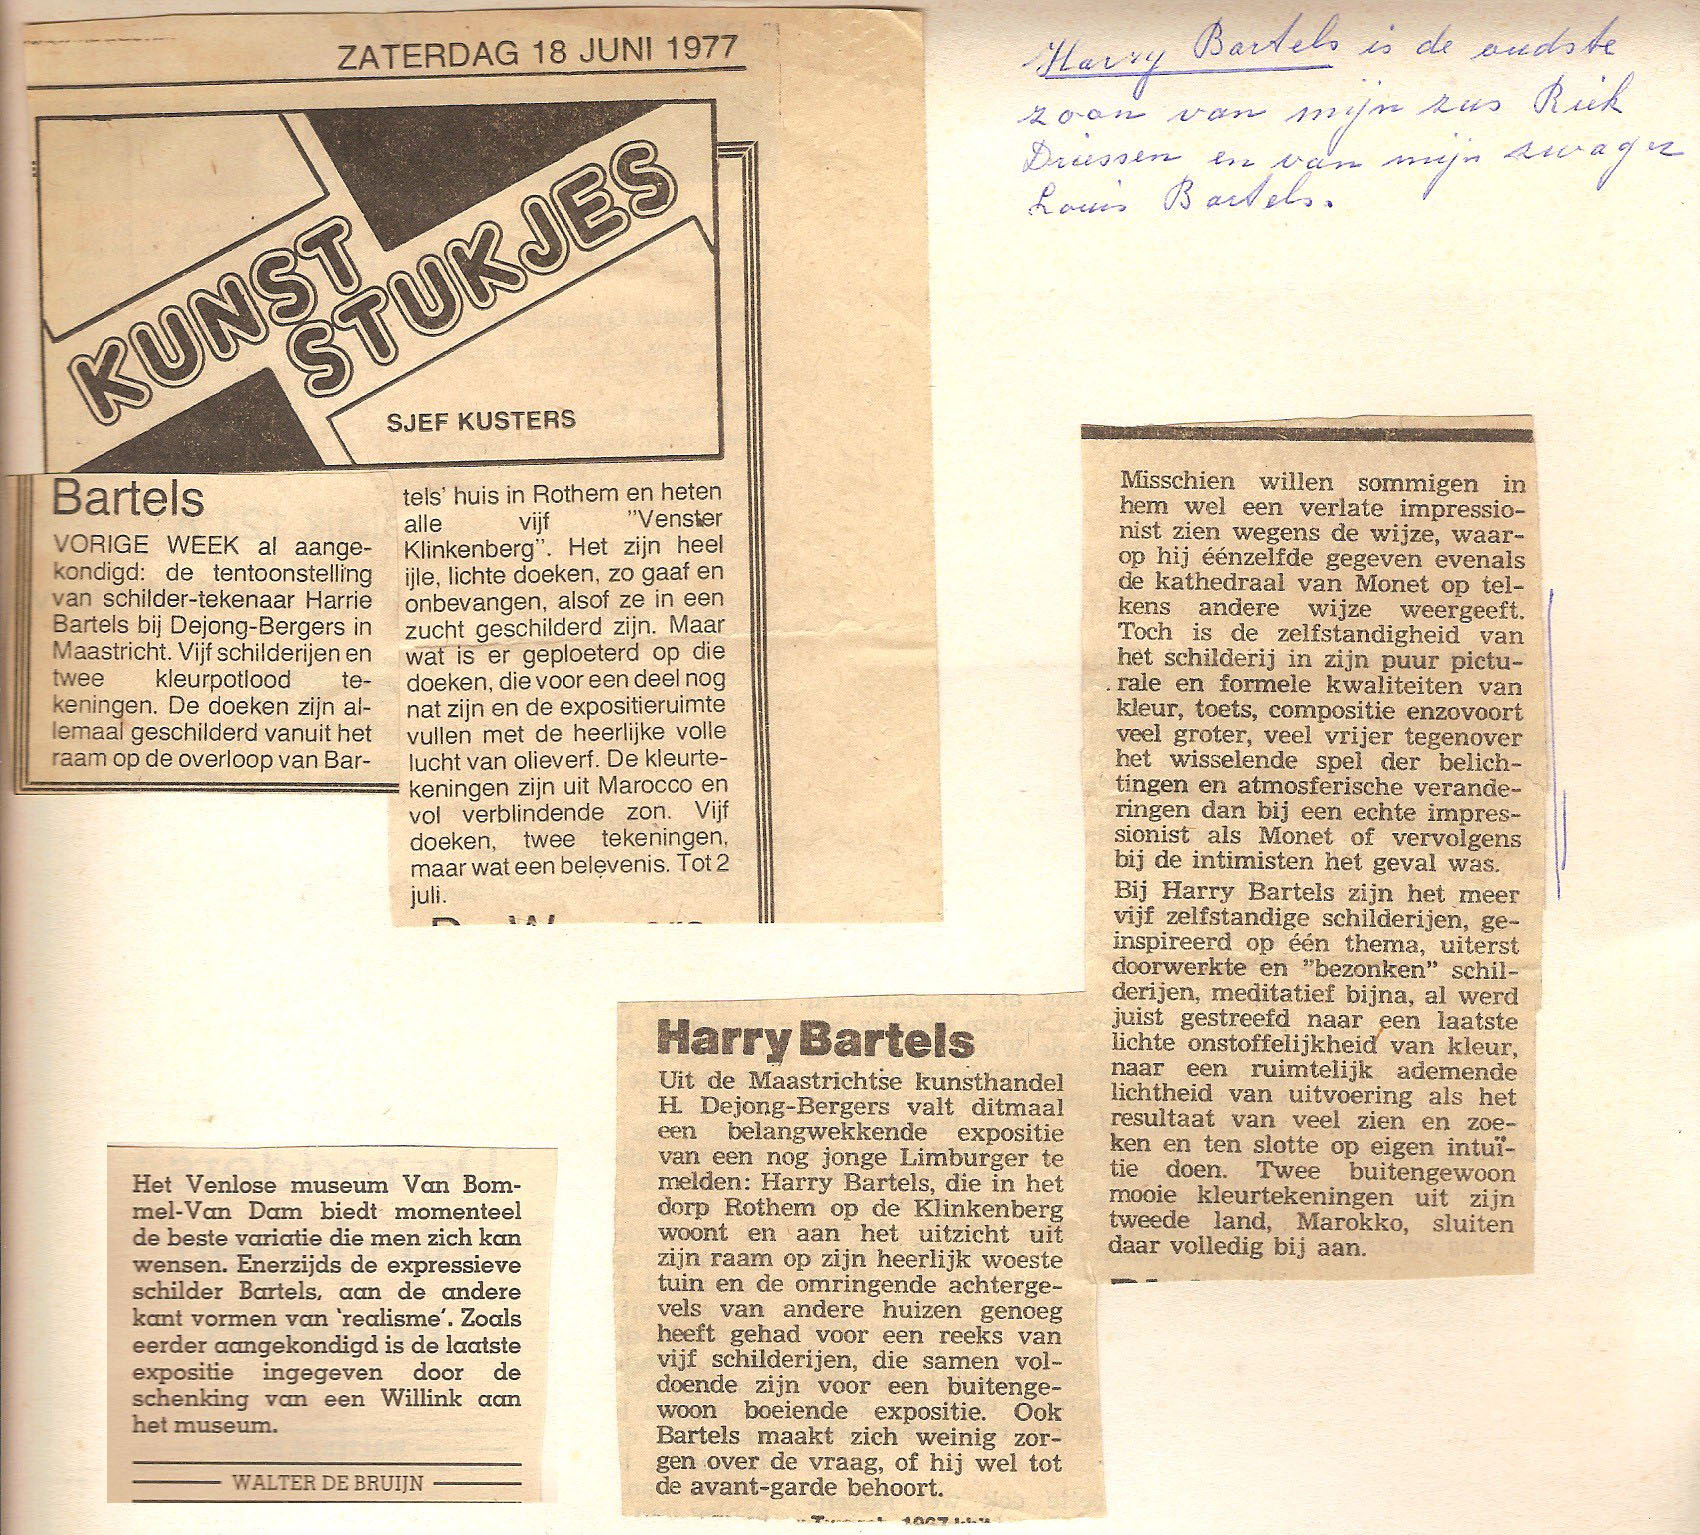 ZATERDAG 18 JUNI 1977
KUNST
STUKJES
SJEF KUSTERS
Bartels
VORIGE WEEK al aange-
kondigd: de tentoonstelling
van schilder-tekenaar Harrie
Bartels bij Dejong-Bergers in
Maastricht. Vijf schilderijen en
twee kleurpotlood te-
keningen. De doeken zijn al-
lemaal geschilderd vanuit het
raam op de overloop van Bar-
tels' huis in Rothem en heten
alle vijf "Venster
Klinkenberg". Het zijn heel
ijle, lichte doeken, zo gaaf en
onbevangen, alsof ze in een
zucht geschilderd zijn. Maar
wat is er geploeterd op die
doeken, die voor een deel nog
nat zijn en de expositieruimte
vullen met de heerlijke volle
lucht van olieverf. De kleurte-
keningen zijn uit Marocco en
vol verblindende zon. Vijf
doeken, twee tekeningen,
maar wat een belevenis. Tot 2
juli.
Harry Bartels is de oudste
zoon van mijn zus Riek
Driessen en van mijn zwager
Louis Bartels.
Het Venlose museum Van Bom-
mel-Van Dam biedt momenteel
de beste variatie die men zich kan
wensen. Enerzijds de expressieve
schilder Bartels, aan de andere
kant vormen van 'realisme'. Zoals
eerder aangekondigd is de laatste
expositie ingegeven door de
schenking van een Willink aan
het museum.
WALTER DE BRUIJN
Harry Bartels
Uit de Maastrichtse kunsthandel
H. Dejong-Bergers valt ditmaal
een belangwekkende expositie
van een nog jonge Limburger te
melden: Harry Bartels, die in het
dorp Rothem op de Klinkenberg
woont en aan het uitzicht uit
zijn raam op zijn heerlijk woeste
tuin en de omringende achterge-
vels van andere huizen genoeg
heeft gehad voor een reeks van
vijf schilderijen, die samen vol-
doende zijn voor een buitenge-
woon boeiende expositie. Ook
Bartels maakt zich weinig zor-
gen over de vraag, of hij wel tot
de avant-garde behoort.
Misschien willen sommigen in
hem wel een verlate impressio-
nist zien wegens de wijze, waar-
op hij éénzelfde gegeven evenals
de kathedraal van Monet op tel-
kens andere wijze weergeeft.
Toch is de zelfstandigheid van
het schilderij in zijn puur pictu-
rale en formele kwaliteiten van
kleur, toets, compositie enzovoort
veel groter, veel vrijer tegenover
het wisselende spel der belich-
tingen en atmosferische verande-
ringen dan bij een echte impres-
sionist als Monet of vervolgens
bij de intimisten het geval was.
Bij Harry Bartels zijn het meer
vijf zelfstandige schilderijen, ge-
inspireerd op één thema, uiterst
doorwerkte en "bezonken" schil-
derijen, meditatief bijna, al werd
juist gestreefd naar een laatste
lichte onstoffelijkheid van kleur,
naar een ruimtelijk ademende
lichtheid van uitvoering als het
resultaat van veel zien en zoe-
ken en ten slotte op eigen intuï-
tie doen. Twee buitengewoon
mooie kleurtekeningen uit zijn
tweede land, Marokko, sluiten
daar volledig bij aan.